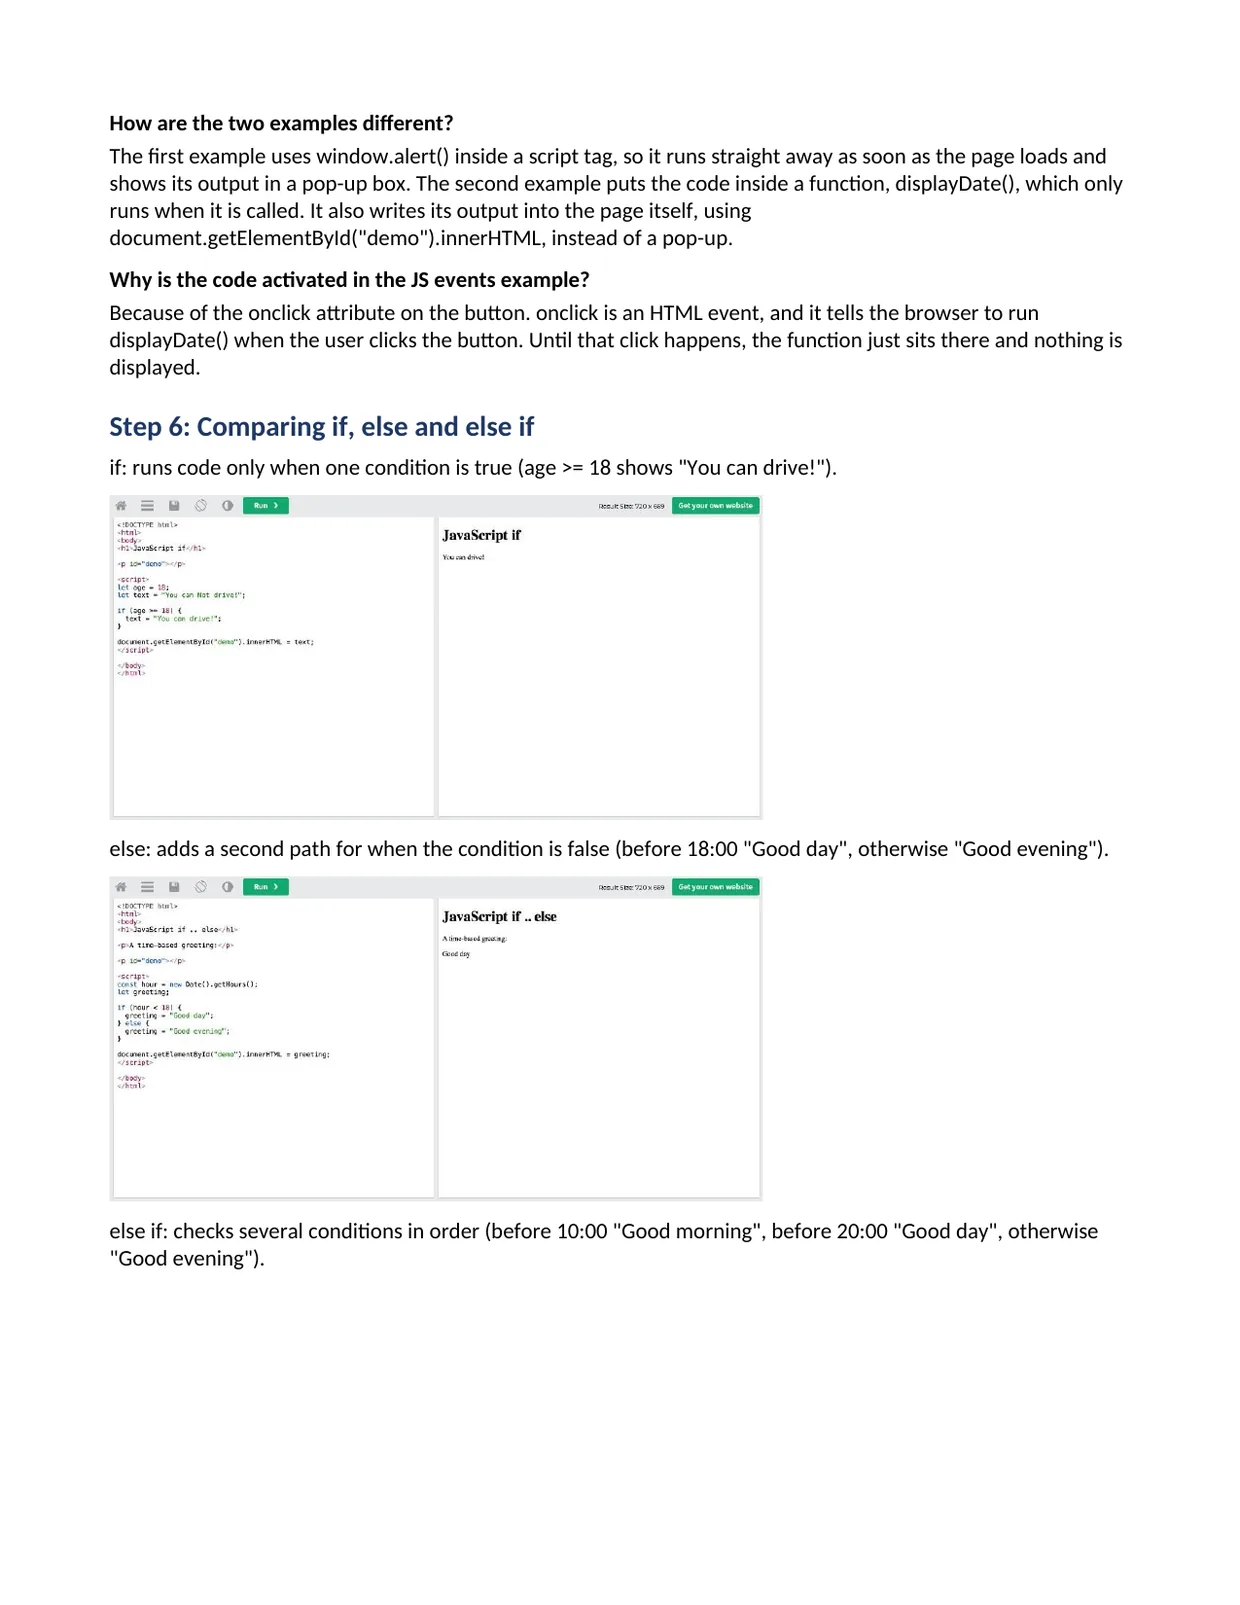 How are the two examples different?
The first example uses window.alert() inside a script tag, so it runs straight away as soon as the page loads and
shows its output in a pop-up box. The second example puts the code inside a function, displayDate(), which only
runs when it is called. It also writes its output into the page itself, using
document.getElementById("demo").innerHTML, instead of a pop-up.
Why is the code activated in the JS events example?
Because of the onclick attribute on the button. onclick is an HTML event, and it tells the browser to run
displayDate() when the user clicks the button. Until that click happens, the function just sits there and nothing is
displayed.
Step 6: Comparing if, else and else if
if: runs code only when one condition is true (age >= 18 shows "You can drive!").
Run ❯
Result Size: 720 x 669
Get your own website
<!DOCTYPE html>
<html>
<body>
<h1>JavaScript if</h1>
<p id="demo"></p>
<script>
let age = 18;
let text = "You can Not drive!";
if (age >= 18) {
text = "You can drive!";
}
document.getElementById("demo").innerHTML = text;
</script>
</body>
</html>
JavaScript if
You can drive!
else: adds a second path for when the condition is false (before 18:00 "Good day", otherwise "Good evening").
Run ❯
Result Size: 720 x 669
Get your own website
<!DOCTYPE html>
<html>
<body>
<h1>JavaScript if .. else</h1>
<p>A time-based greeting:</p>
<p id="demo"></p>
<script>
const hour = new Date().getHours();
let greeting;
if (hour < 18) {
greeting = "Good day";
} else {
greeting = "Good evening";
}
document.getElementById("demo").innerHTML = greeting;
</script>
</body>
</html>
JavaScript if .. else
A time-based greeting:
Good day
else if: checks several conditions in order (before 10:00 "Good morning", before 20:00 "Good day", otherwise
"Good evening").